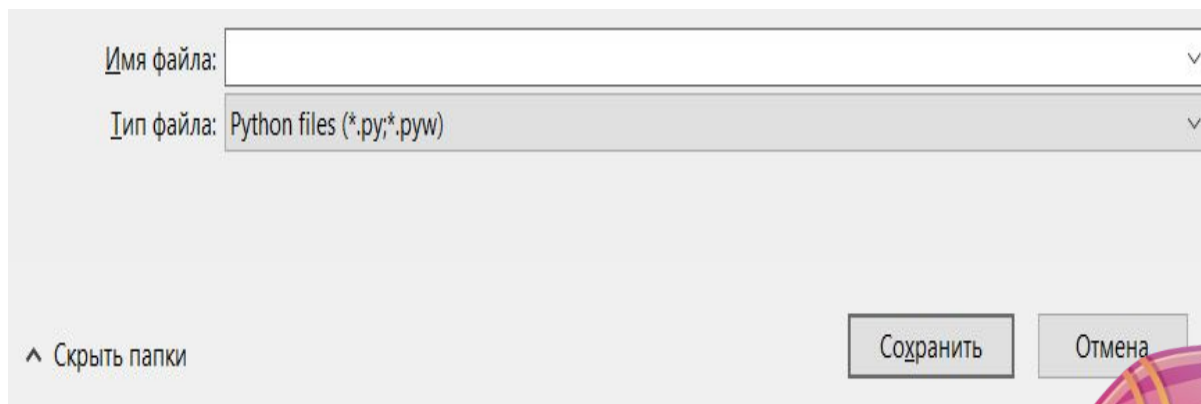 Имя файла:
Тип файла: Python files (*.py;*.pyw)
Скрыть папки
Сохранить
Отмена